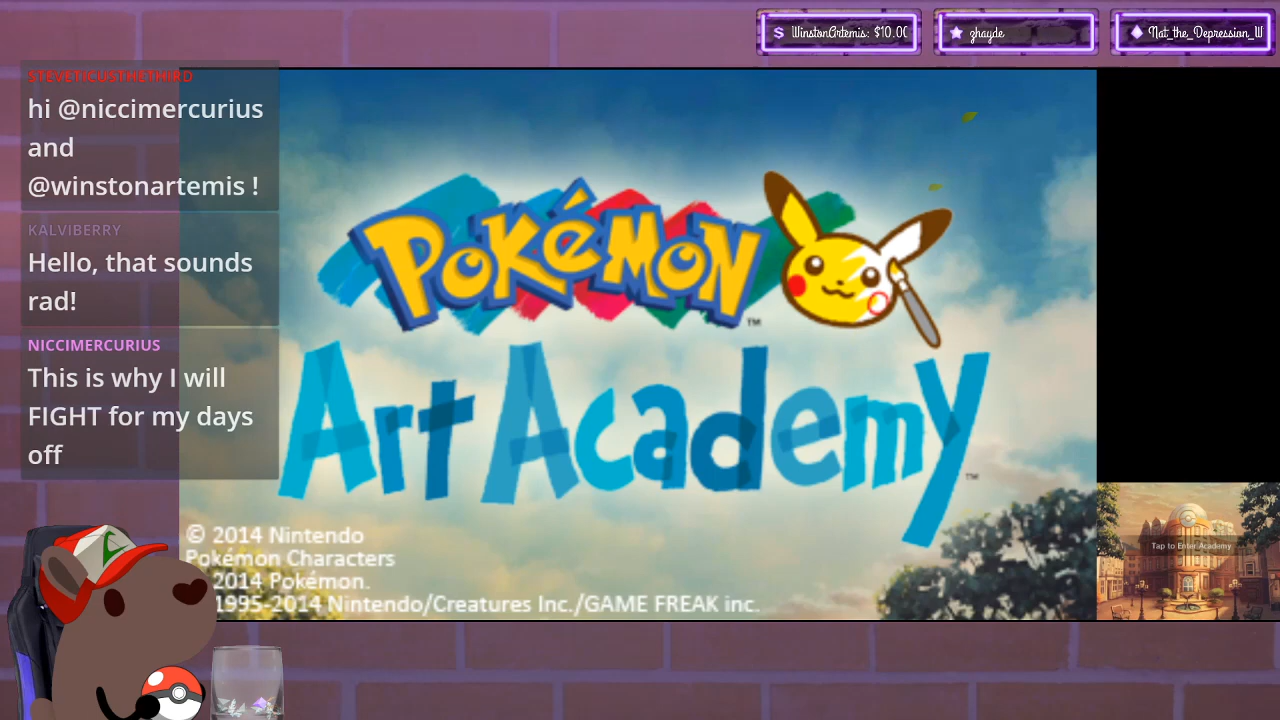 WinstonArtemis: $10.00
zhayde
Nat_the_Depression_W
STEVETICUSTHETHIRD
hi @niccimercurius
and
@winstonartemis !
KALVIBERRY
Hello, that sounds
rad!
NICCIMERCURIUS
This is why I will
FIGHT for my days
off
POKéMON
TM
Art Academy
TM
© 2014 Nintendo
Pokémon Characters
2014 Pokémon.
1995-2014 Nintendo/Creatures Inc./GAME FREAK inc.
Tap to Enter Academy